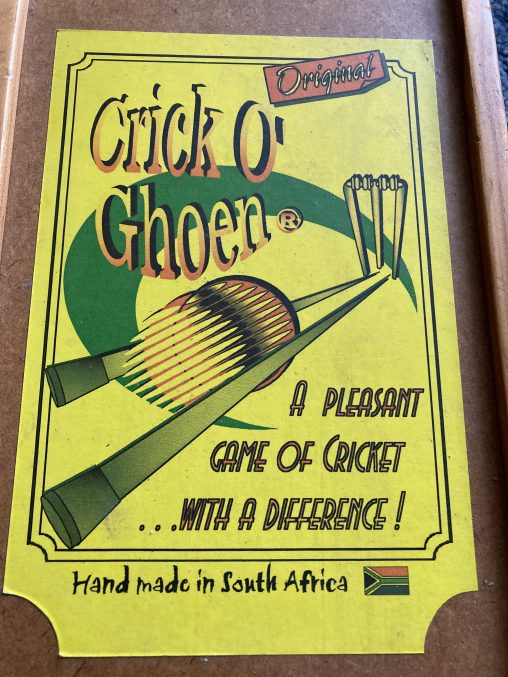 Original
Crick O'
Ghoen®
A PLEASANT
GAME OF CRICKET
...WITH A DIFFERENCE!
Hand made in South Africa